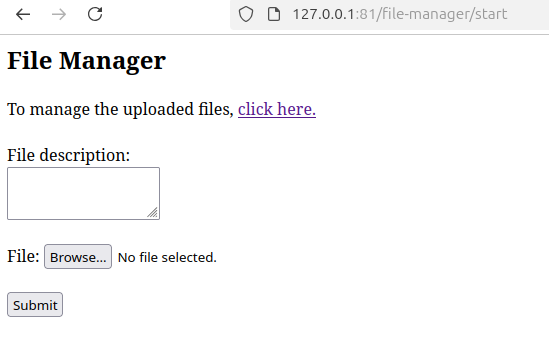 127.0.0.1:81/file-manager/start
File Manager
To manage the uploaded files, click here.
File description:
File: Browse... No file selected.
Submit